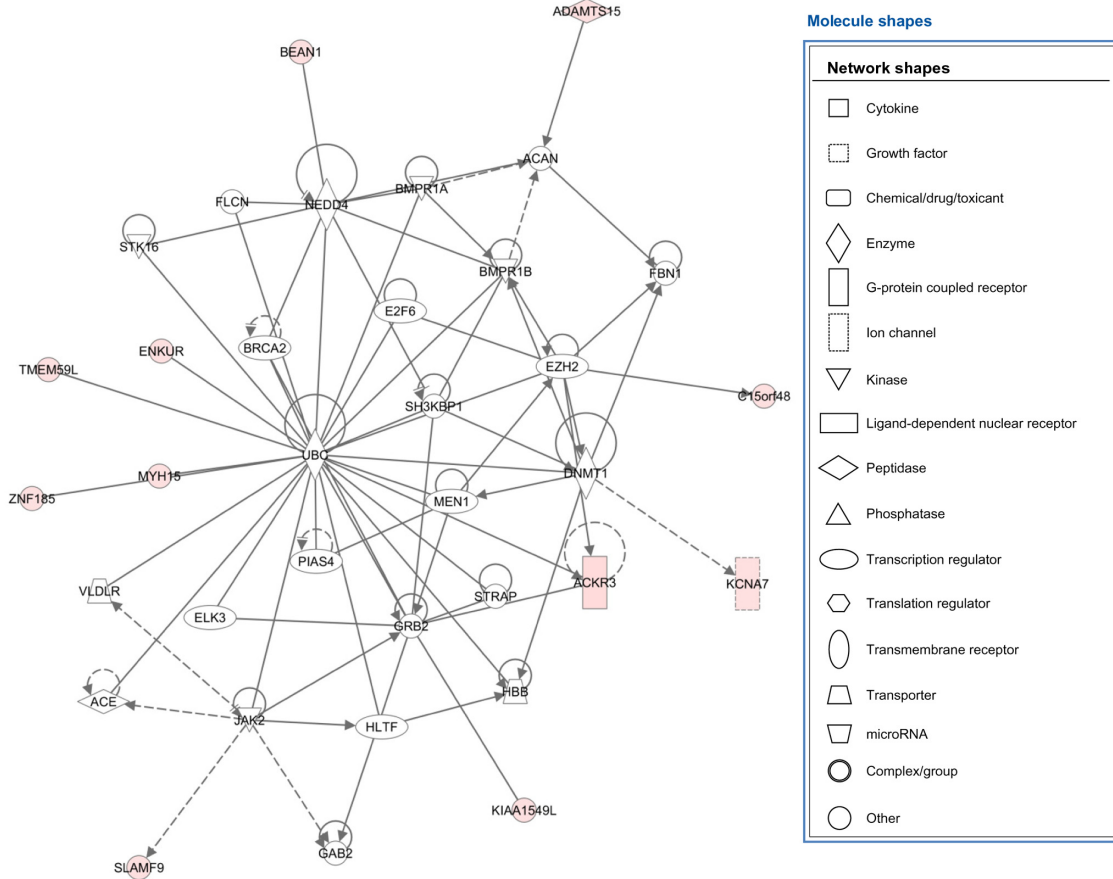 ADAMTS15
Molecule shapes
BEAN1
Network shapes
Cytokine
Growth factor
Chemical/drug/toxicant
Enzyme
G-protein coupled receptor
Ion channel
Kinase
Ligand-dependent nuclear receptor
Peptidase
Phosphatase
Transcription regulator
Translation regulator
Transmembrane receptor
Transporter
microRNA
Complex/group
Other
ACAN
BMPR1A
FLCN
NEDD4
STK16
BMPR1B
FBN1
E2F6
BRCA2
ENKUR
TMEM59L
EZH2
C15orf48
SH3KBP1
UBC
MYH15
DNMT1
ZNF185
MEN1
PIAS4
ACKR3
KCNA7
VLDLR
STRAP
ELK3
GRB2
HBB
ACE
JAK2
HLTF
KIAA1549L
GAB2
SLAMF9